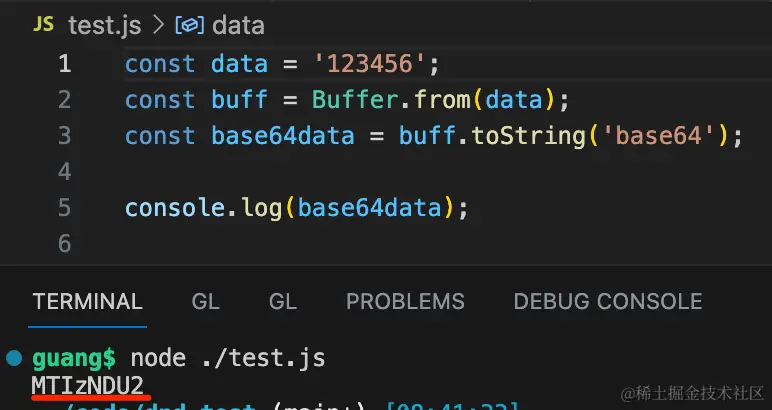 JS test.js > data
1 const data = '123456';
2 const buff = Buffer.from(data);
3 const base64data = buff.toString('base64');
4
5 console.log(base64data);
6
TERMINAL GL GL PROBLEMS DEBUG CONSOLE
guang$ node ./test.js
MTIzNDU2
@稀土掘金技术社区